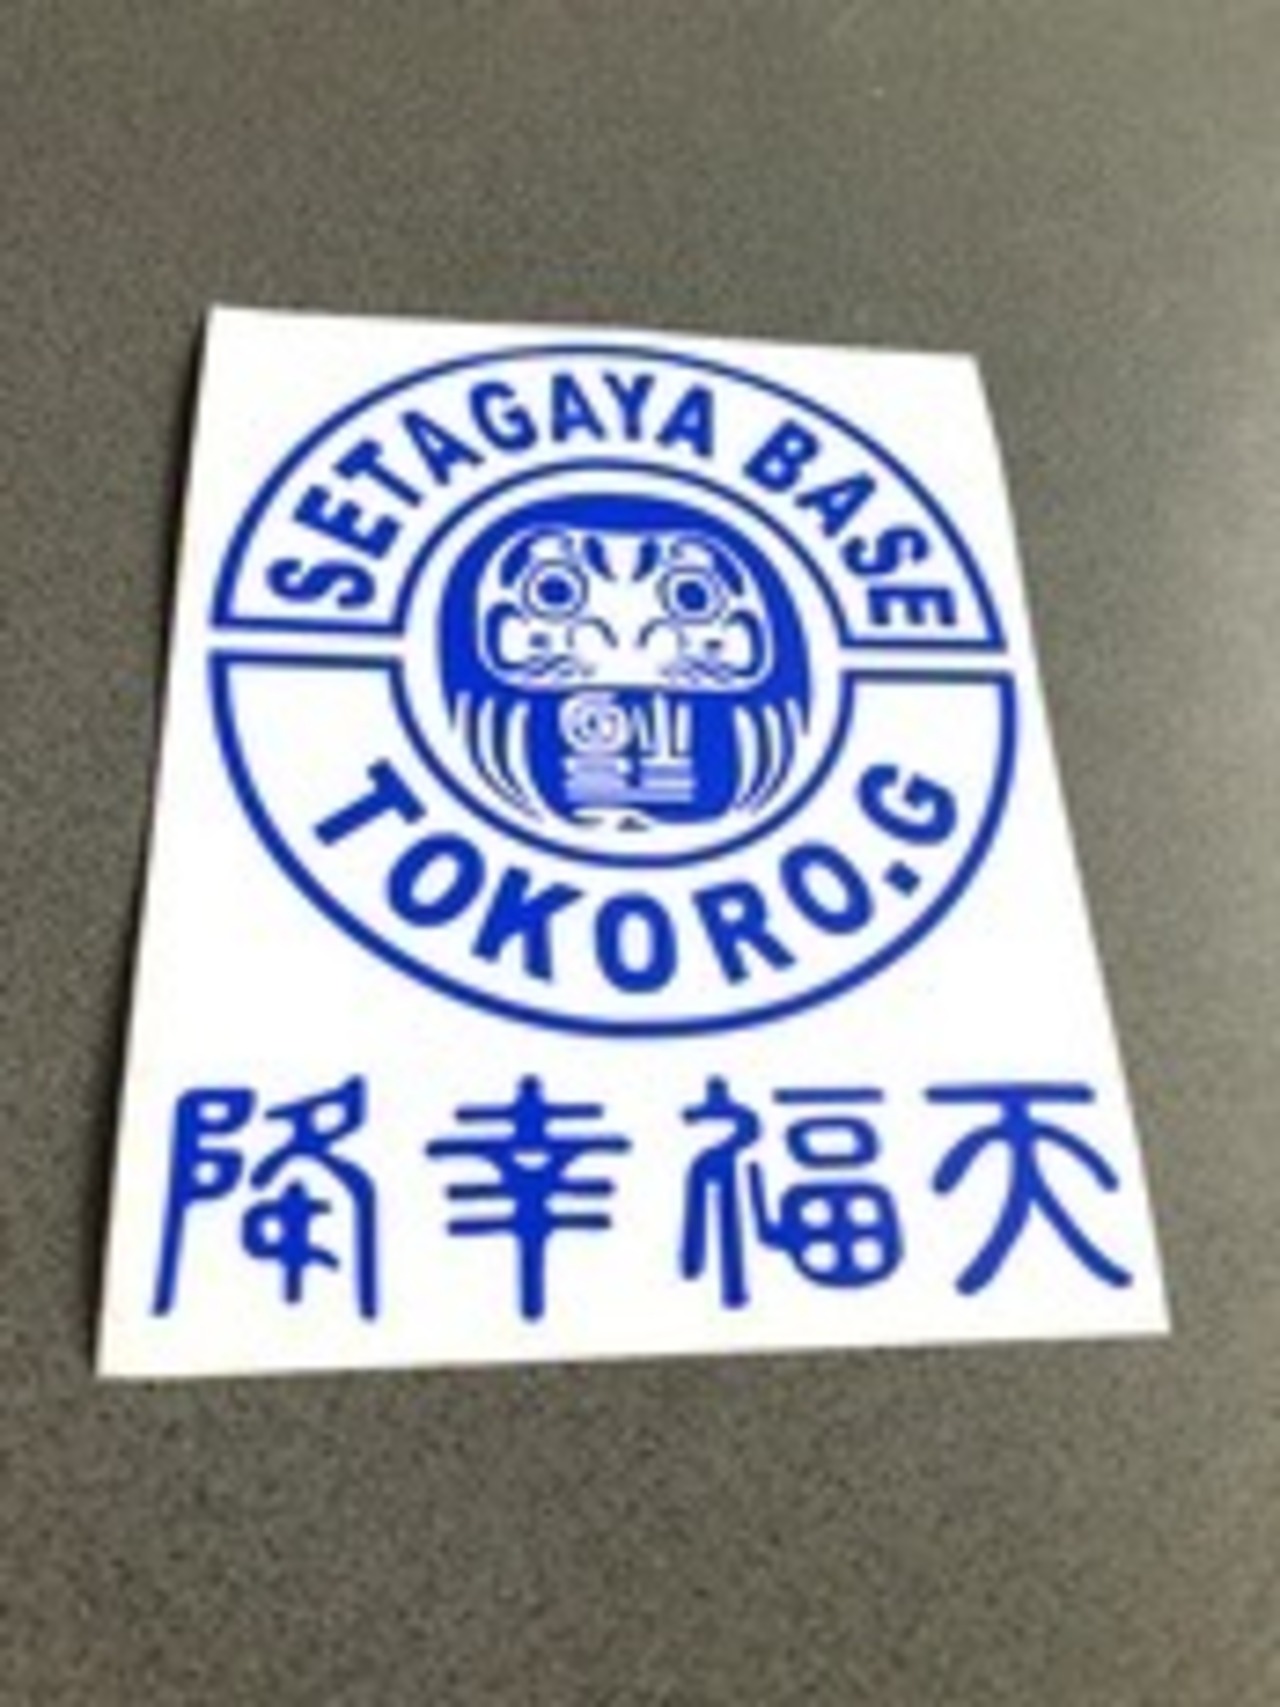 SETAGAYA BASE
TOKORO.G
降幸福天